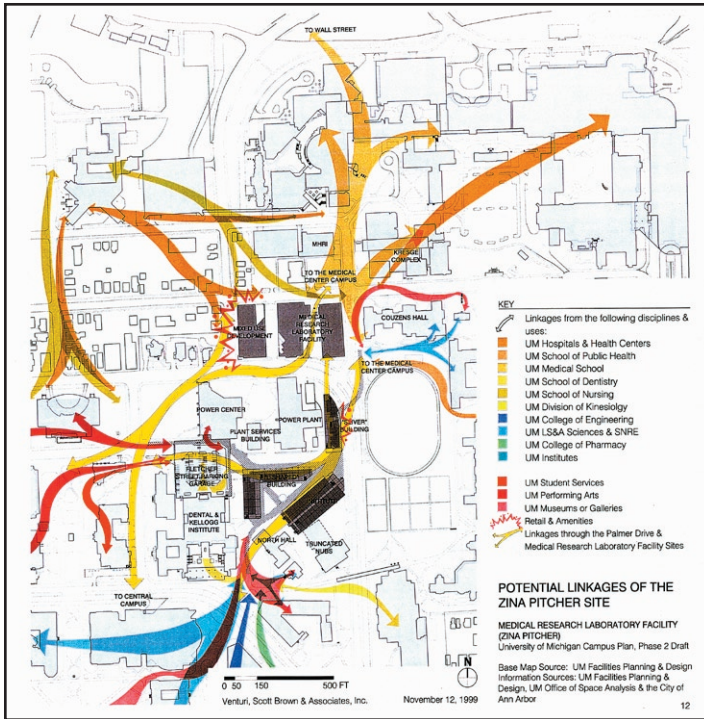 TO WALL STREET
MHRI
KRESGE
COMPLEX
TO THE MEDICAL
CENTER CAMPUS
MIXED USE
DEVELOPMENT
MEDICAL
RESEARCH
LABORATORY
FACILITY
COUZENS HALL
TO THE MEDICAL
CENTER CAMPUS
POWER CENTER
PLANT SERVICES
BUILDING
"POWER PLANT"
BUILDING
FLETCHER
STREET PARKING
GARAGE
BUILDING
DENTAL &
KELLOGG
INSTITUTE
NORTH HALL
TRUNCATED
NUBS
TO CENTRAL
CAMPUS
KEY
Linkages from the following disciplines &
uses:
UM Hospitals & Health Centers
UM School of Public Health
UM Medical School
UM School of Dentistry
UM School of Nursing
UM Division of Kinesiolgy
UM College of Engineering
UM LS&A Sciences & SNRE
UM College of Pharmacy
UM Institutes
UM Student Services
UM Performing Arts
UM Museums or Galleries
Retail & Amenities
Linkages through the Palmer Drive &
Medical Research Laboratory Facility Sites
POTENTIAL LINKAGES OF THE
ZINA PITCHER SITE
MEDICAL RESEARCH LABORATORY FACILITY
(ZINA PITCHER)
University of Michigan Campus Plan, Phase 2 Draft
Base Map Source: UM Facilities Planning & Design
Information Sources: UM Facilities Planning &
Design, UM Office of Space Analysis & the City of
Ann Arbor
12
N
0 50 150 500 FT
Venturi, Scott Brown & Associates, Inc. November 12, 1999